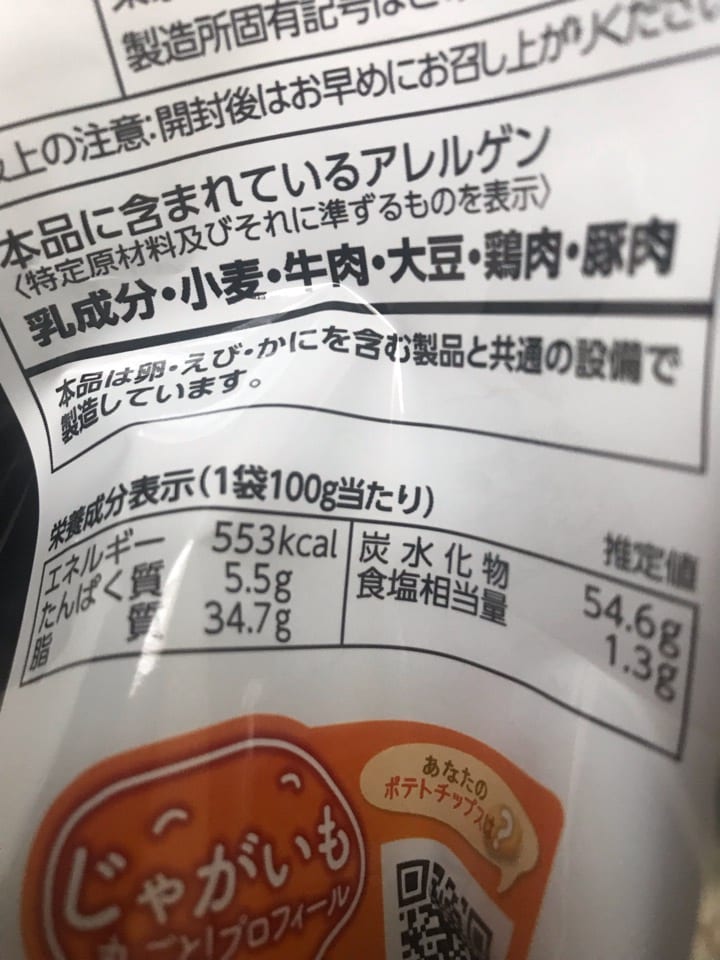 製造所固有記号は
上の注意:開封後はお早めにお召し上がりください
本品に含まれているアレルゲン
〈特定原材料及びそれに準ずるものを表示〉
乳成分・小麦・牛肉・大豆・鶏肉・豚肉
本品は卵・えび・かにを含む製品と共通の設備で
製造しています。
栄養成分表示(1袋100g当たり)
推定値
エネルギー 553kcal
たんぱく質 5.5g
脂質 34.7g
炭水化物 54.6g
食塩相当量 1.3g
あなたの
ポテトチップスは?
じゃがいも
まるごと!プロフィール